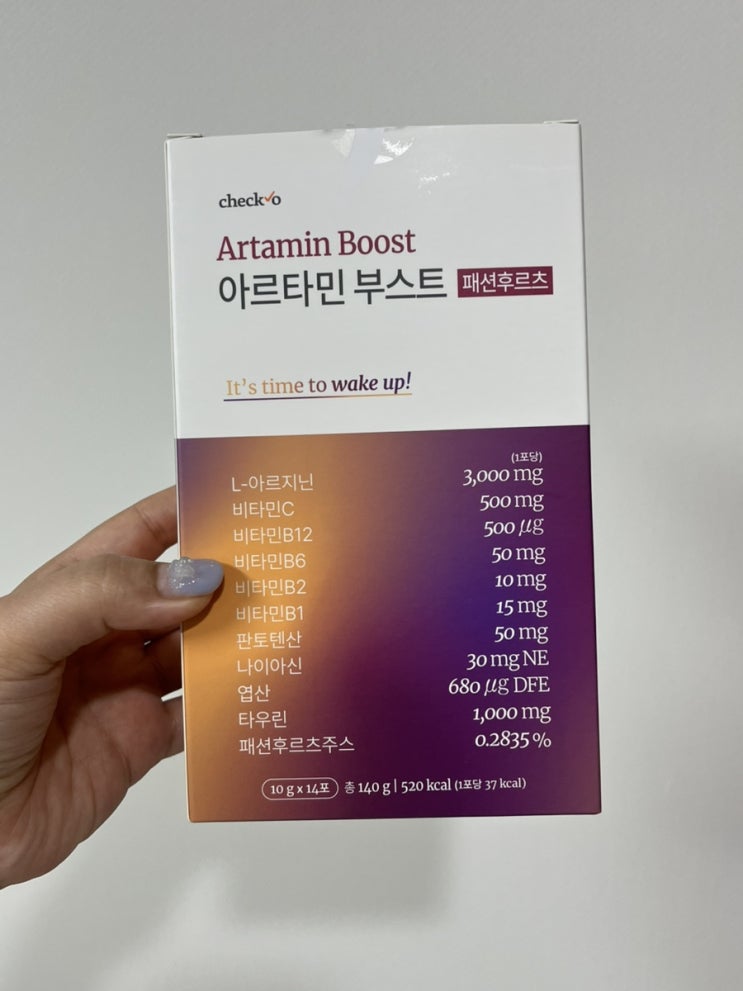 check✓o
Artamin Boost
아르타민 부스트 패션후르츠
It's time to wake up!
(1포당)
L-아르지닌 3,000 mg
비타민C 500 mg
비타민B12 500 μg
비타민B6 50 mg
비타민B2 10 mg
비타민B1 15 mg
판토텐산 50 mg
나이아신 30 mg NE
엽산 680 μg DFE
타우린 1,000 mg
패션후르츠주스 0.2835 %
10 g x 14포 총 140 g | 520 kcal (1포당 37 kcal)